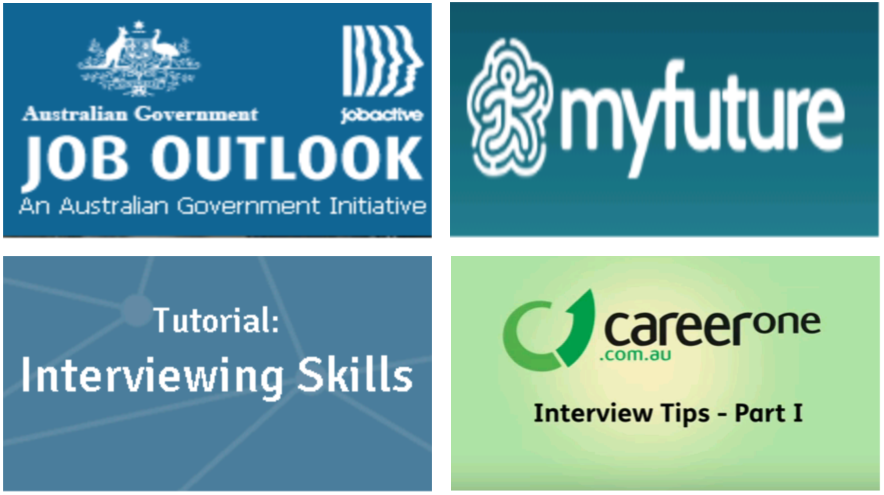 Australian Government
jobactive
JOB OUTLOOK
An Australian Government Initiative
myfuture
Tutorial:
Interviewing Skills
careerone
.com.au
Interview Tips - Part I